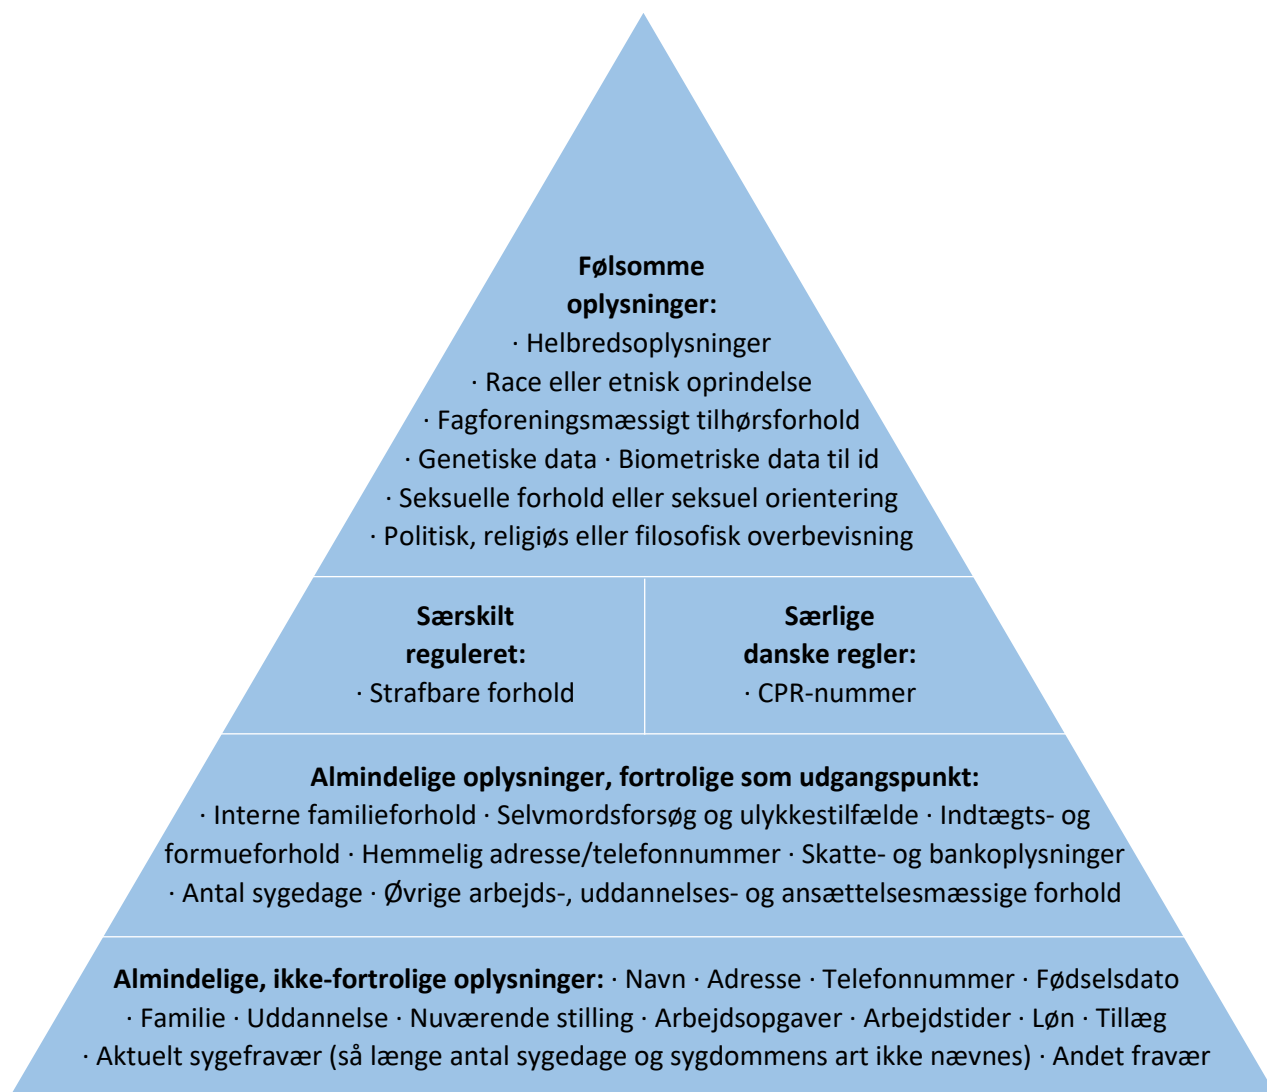 Følsomme
oplysninger:
· Helbredsoplysninger
· Race eller etnisk oprindelse
· Fagforeningsmæssigt tilhørsforhold
· Genetiske data · Biometriske data til id
· Seksuelle forhold eller seksuel orientering
· Politisk, religiøs eller filosofisk overbevisning
Særskilt
reguleret:
· Strafbare forhold
Særlige
danske regler:
· CPR-nummer
Almindelige oplysninger, fortrolige som udgangspunkt:
· Interne familieforhold · Selvmordsforsøg og ulykkestilfælde · Indtægts- og
formueforhold · Hemmelig adresse/telefonnummer · Skatte- og bankoplysninger
· Antal sygedage · Øvrige arbejds-, uddannelses- og ansættelsesmæssige forhold
Almindelige, ikke-fortrolige oplysninger: · Navn · Adresse · Telefonnummer · Fødselsdato
· Familie · Uddannelse · Nuværende stilling · Arbejdsopgaver · Arbejdstider · Løn · Tillæg
· Aktuelt sygefravær (så længe antal sygedage og sygdommens art ikke nævnes) · Andet fravær